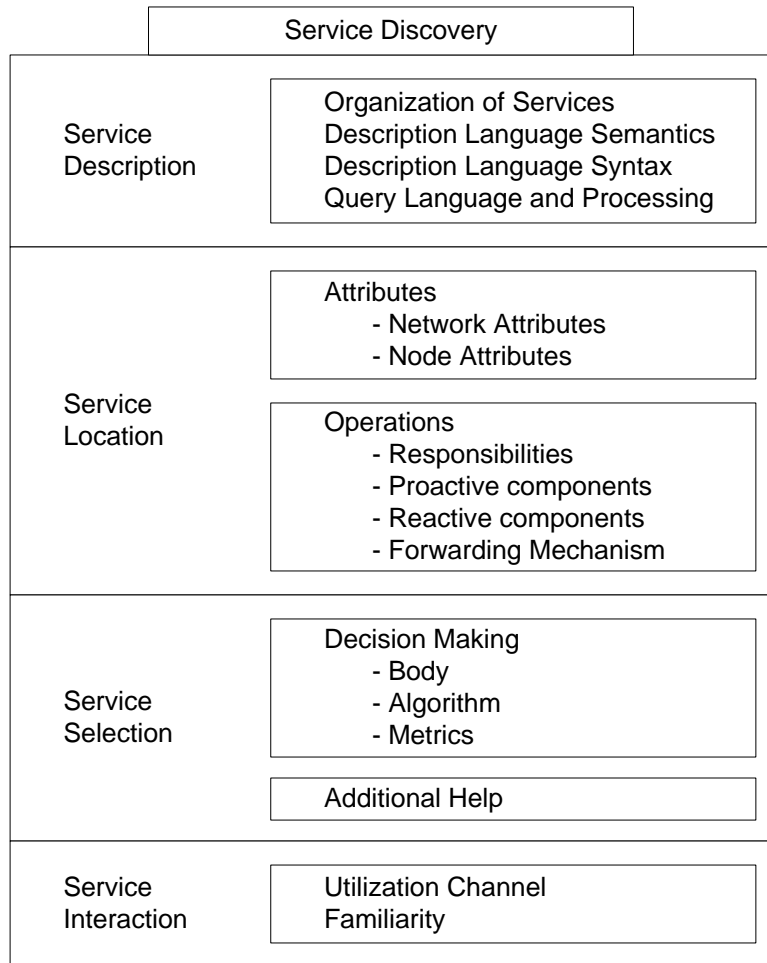 Service Discovery
Service
Description
Organization of Services
Description Language Semantics
Description Language Syntax
Query Language and Processing
Service
Location
Attributes
- Network Attributes
- Node Attributes
Operations
- Responsibilities
- Proactive components
- Reactive components
- Forwarding Mechanism
Service
Selection
Decision Making
- Body
- Algorithm
- Metrics
Additional Help
Service
Interaction
Utilization Channel
Familiarity